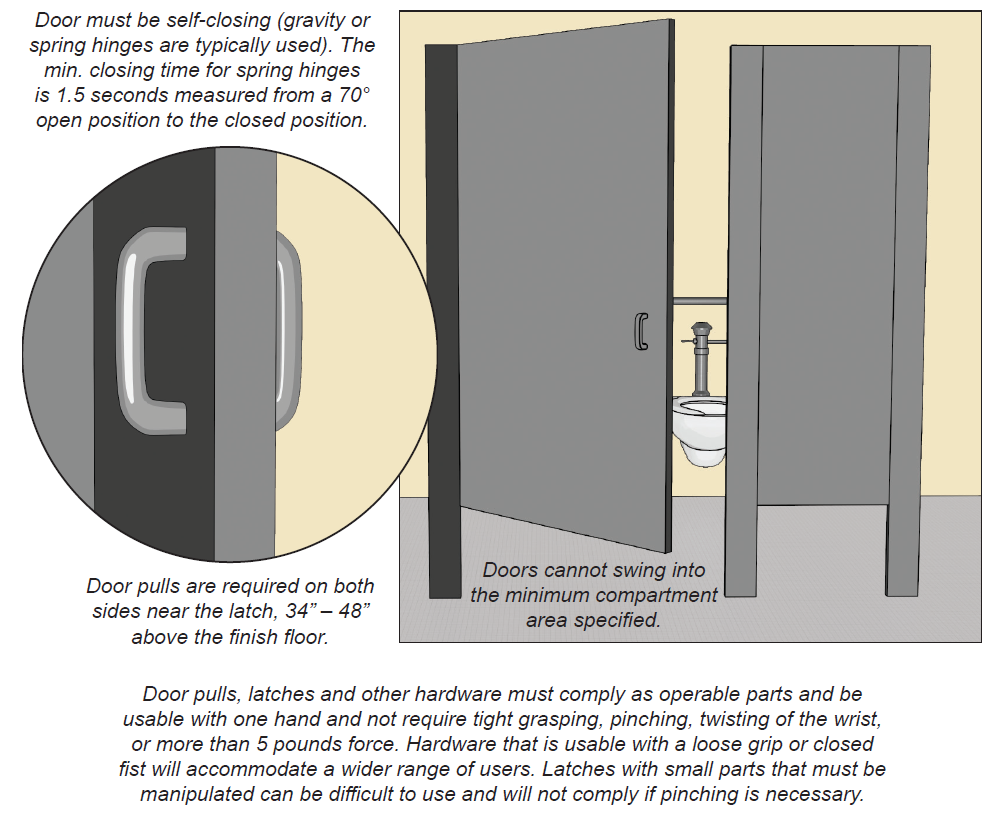 Door must be self-closing (gravity or
spring hinges are typically used). The
min. closing time for spring hinges
is 1.5 seconds measured from a 70°
open position to the closed position.
Door pulls are required on both
sides near the latch, 34” – 48”
above the finish floor.
Doors cannot swing into
the minimum compartment
area specified.
Door pulls, latches and other hardware must comply as operable parts and be
usable with one hand and not require tight grasping, pinching, twisting of the wrist,
or more than 5 pounds force. Hardware that is usable with a loose grip or closed
fist will accommodate a wider range of users. Latches with small parts that must be
manipulated can be difficult to use and will not comply if pinching is necessary.